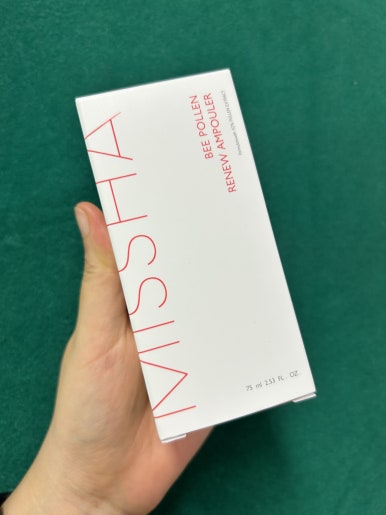 MISSHA
BEE POLLEN
RENEW AMPOULER
75 ml 2.53 FL. OZ.